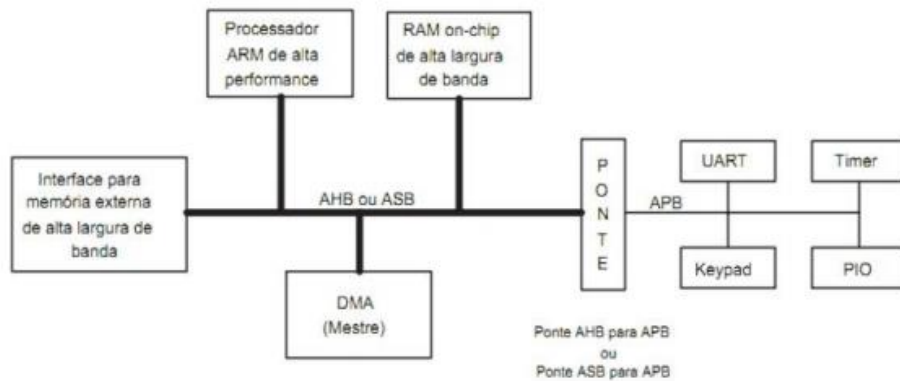 Processador
ARM de alta
performance
RAM on-chip
de alta largura
de banda
Interface para
memória externa
de alta largura de
banda
AHB ou ASB
DMA
(Mestre)
PONTE
APB
UART
Timer
Keypad
PIO
Ponte AHB para APB
ou
Ponte ASB para APB